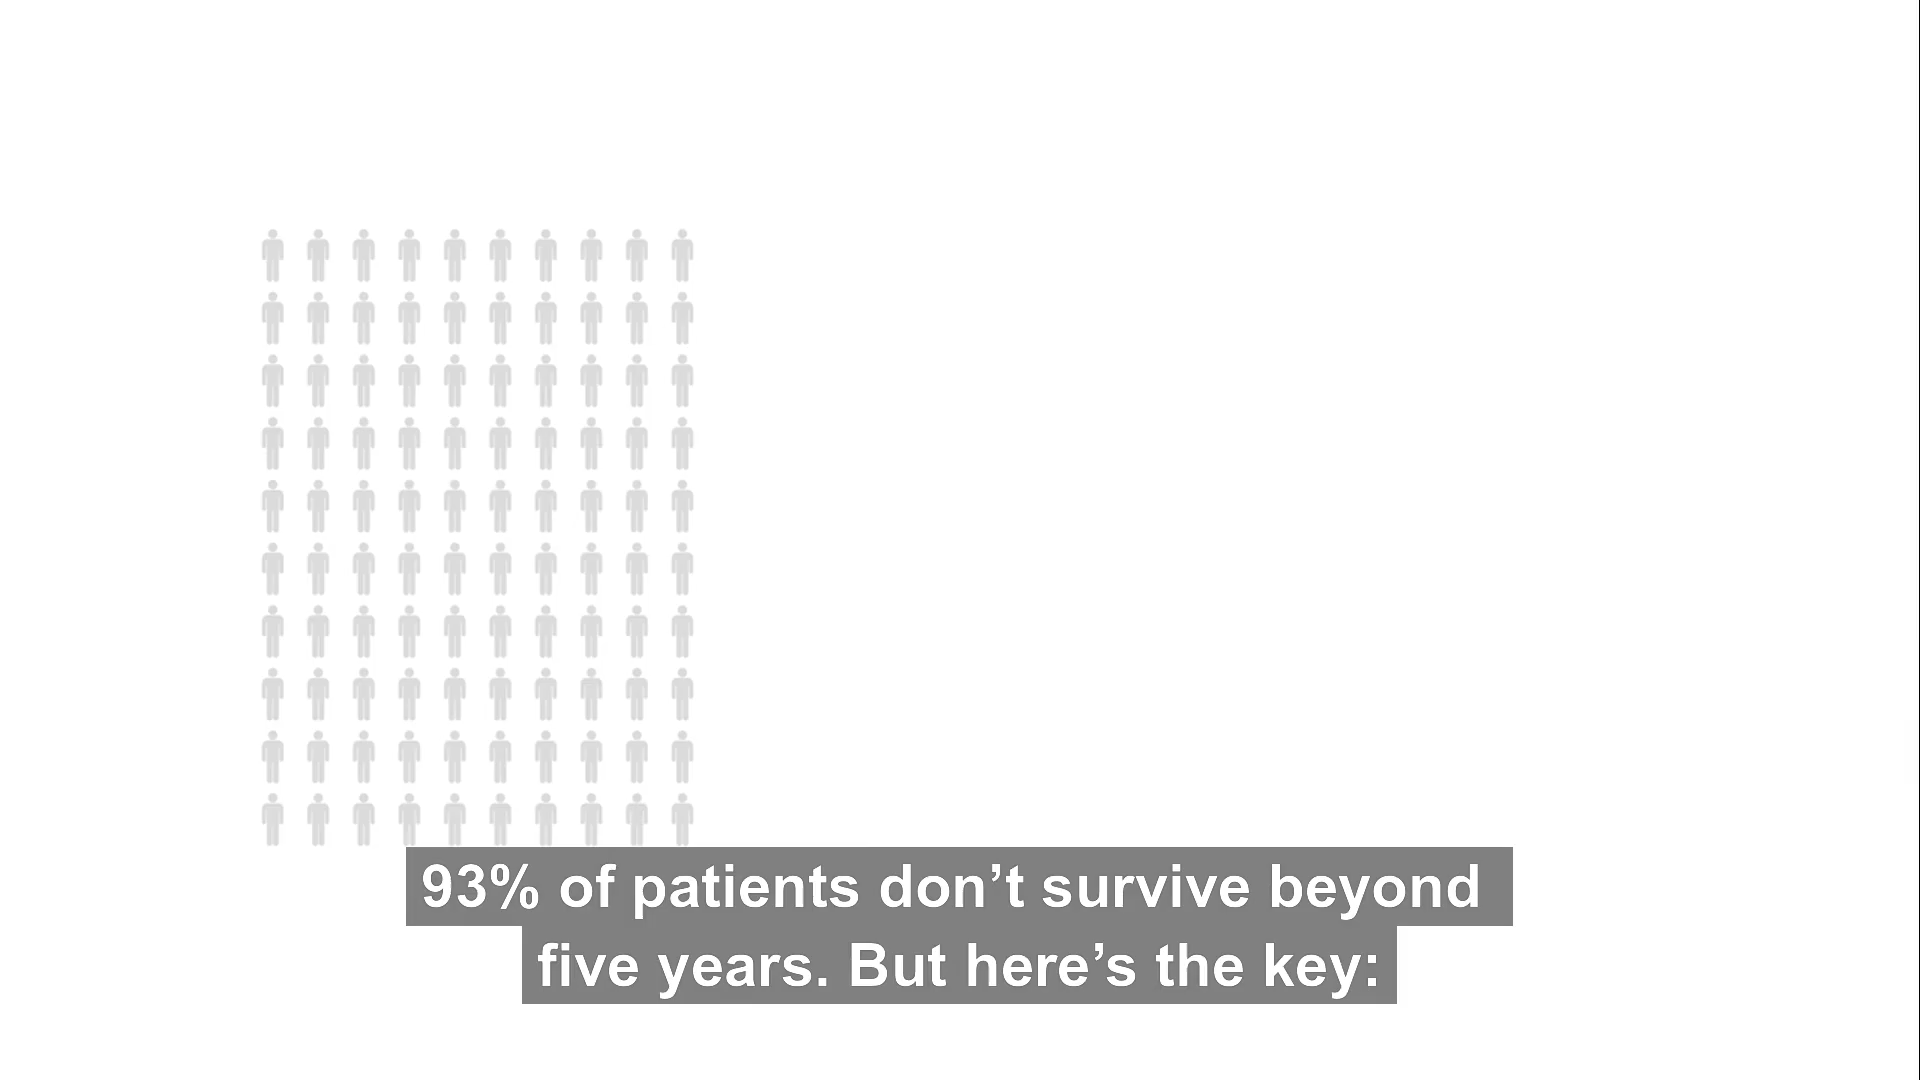 93% of patients don’t survive beyond
five years. But here’s the key: